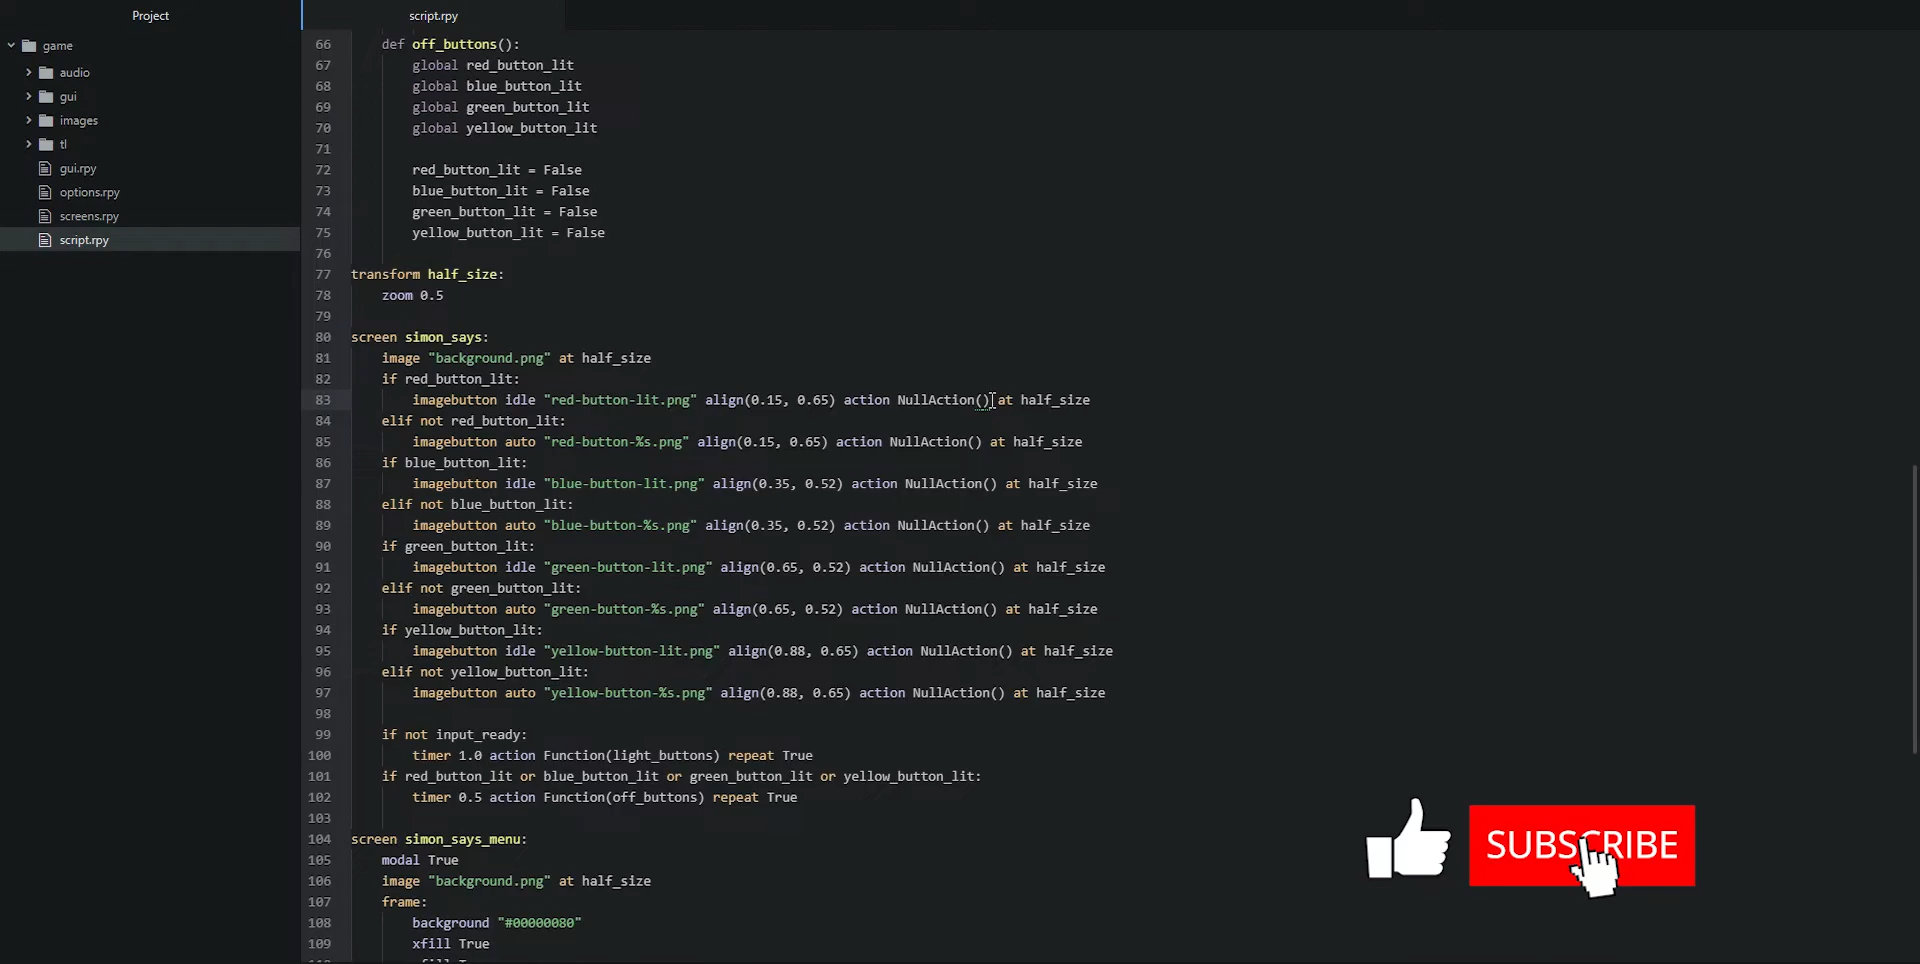 Project
script.rpy
game
audio
gui
images
tl
gui.rpy
options.rpy
screens.rpy
script.rpy
66 def off_buttons():
67 global red_button_lit
68 global blue_button_lit
69 global green_button_lit
70 global yellow_button_lit
71
72 red_button_lit = False
73 blue_button_lit = False
74 green_button_lit = False
75 yellow_button_lit = False
76
77 transform half_size:
78 zoom 0.5
79
80 screen simon_says:
81 image "background.png" at half_size
82 if red_button_lit:
83 imagebutton idle "red-button-lit.png" align(0.15, 0.65) action NullAction() at half_size
84 elif not red_button_lit:
85 imagebutton auto "red-button-%s.png" align(0.15, 0.65) action NullAction() at half_size
86 if blue_button_lit:
87 imagebutton idle "blue-button-lit.png" align(0.35, 0.52) action NullAction() at half_size
88 elif not blue_button_lit:
89 imagebutton auto "blue-button-%s.png" align(0.35, 0.52) action NullAction() at half_size
90 if green_button_lit:
91 imagebutton idle "green-button-lit.png" align(0.65, 0.52) action NullAction() at half_size
92 elif not green_button_lit:
93 imagebutton auto "green-button-%s.png" align(0.65, 0.52) action NullAction() at half_size
94 if yellow_button_lit:
95 imagebutton idle "yellow-button-lit.png" align(0.88, 0.65) action NullAction() at half_size
96 elif not yellow_button_lit:
97 imagebutton auto "yellow-button-%s.png" align(0.88, 0.65) action NullAction() at half_size
98
99 if not input_ready:
100 timer 1.0 action Function(light_buttons) repeat True
101 if red_button_lit or blue_button_lit or green_button_lit or yellow_button_lit:
102 timer 0.5 action Function(off_buttons) repeat True
103
104 screen simon_says_menu:
105 modal True
106 image "background.png" at half_size
107 frame:
108 background "#00000080"
109 xfill True
SUBSCRIBE